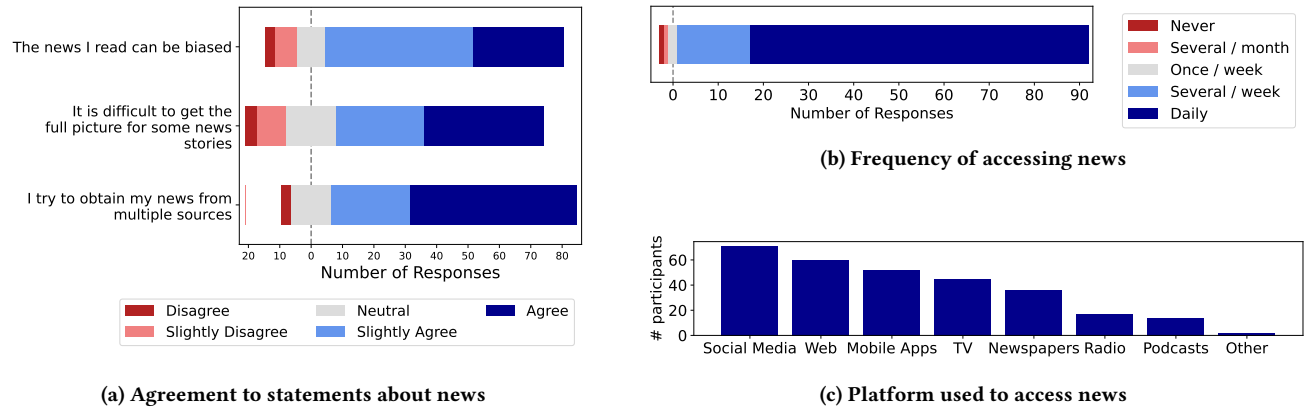 The news I read can be biased
It is difficult to get the
full picture for some news
stories
I try to obtain my news from
multiple sources
20 10 0 10 20 30 40 50 60 70 80
Number of Responses
Disagree
Slightly Disagree
Neutral
Slightly Agree
Agree
(a) Agreement to statements about news
0 10 20 30 40 50 60 70 80 90
Number of Responses
Never
Several / month
Once / week
Several / week
Daily
(b) Frequency of accessing news
# participants
60
40
20
0
Social Media Web Mobile Apps TV Newspapers Radio Podcasts Other
(c) Platform used to access news